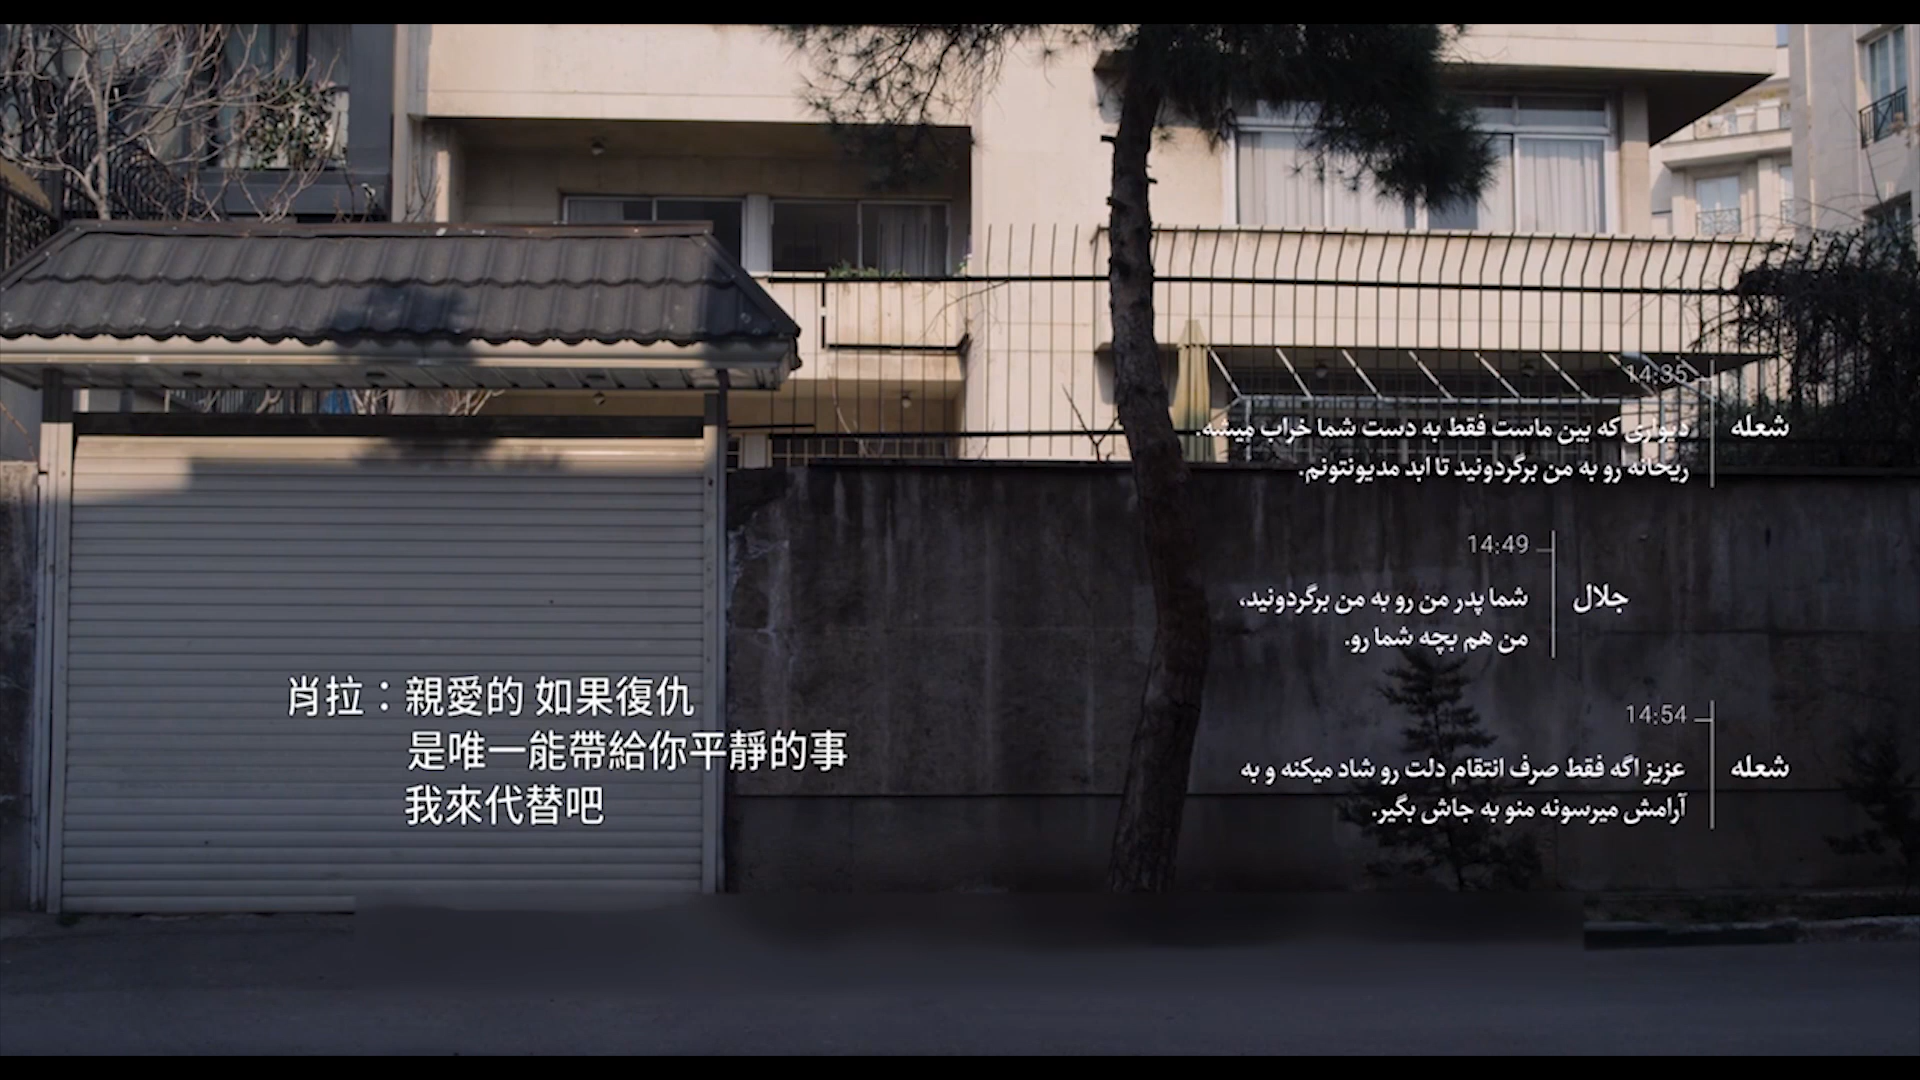 14:35
شعله
دیواری که بین ماست فقط به دست شما خراب میشه.
ریحانه رو به من برگردونید تا ابد مدیونتونم.
14:49
جلال
شما پدر من رو به من برگردونید،
من هم بچه شما رو.
14:54
شعله
عزیز اگه فقط صرف انتقام دلت رو شاد میکنه و به
آرامش میرسونه منو به جاش بگیر.
肖拉：親愛的 如果復仇
是唯一能帶給你平靜的事
我來代替吧